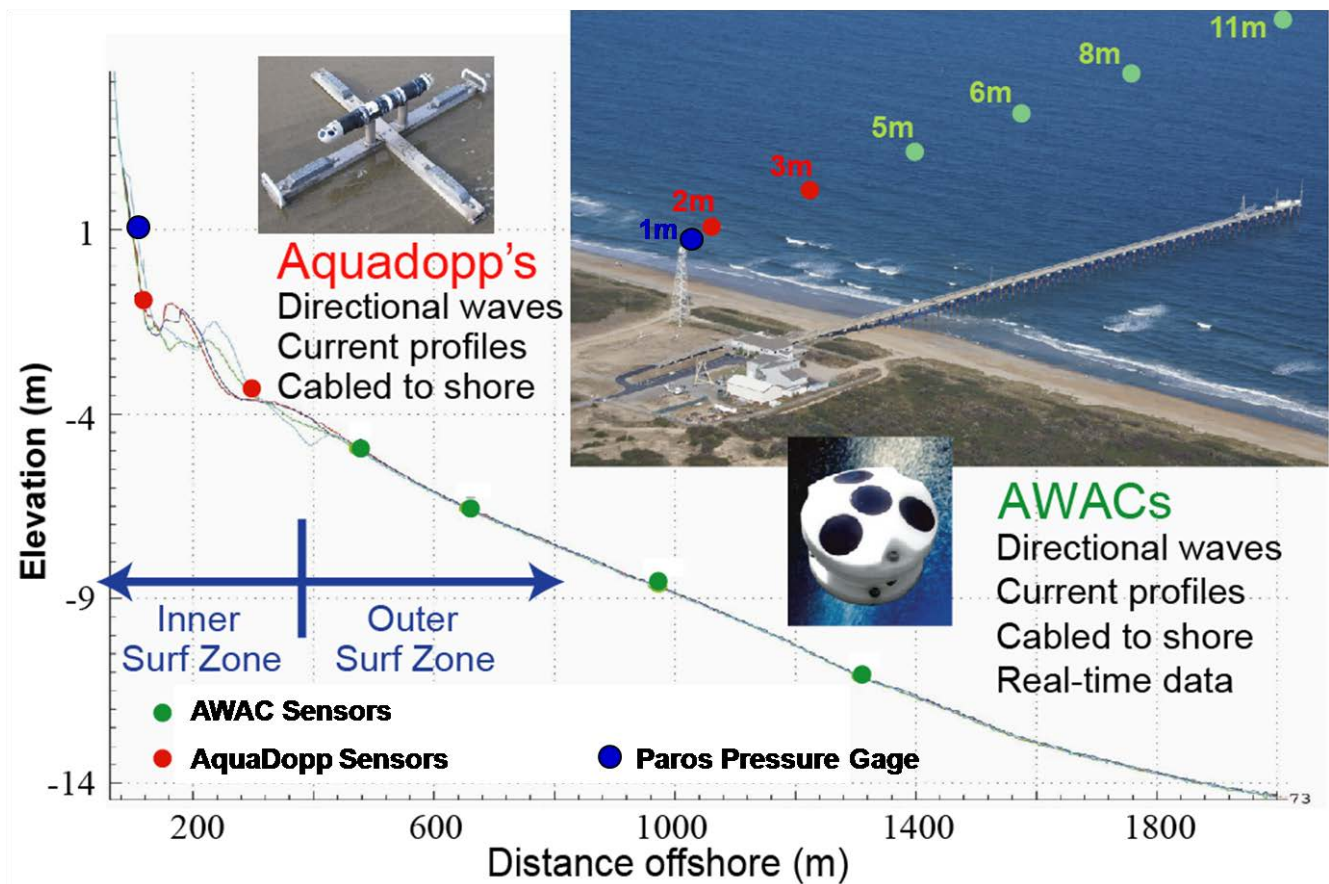 11m
8m
6m
5m
3m
2m
1m
1
-4
-9
-14
Elevation (m)
Aquadopp's
Directional waves
Current profiles
Cabled to shore
AWACs
Directional waves
Current profiles
Cabled to shore
Real-time data
Inner
Surf Zone
Outer
Surf Zone
AWAC Sensors
AquaDopp Sensors
Paros Pressure Gage
73
200
600
1000
1400
1800
Distance offshore (m)